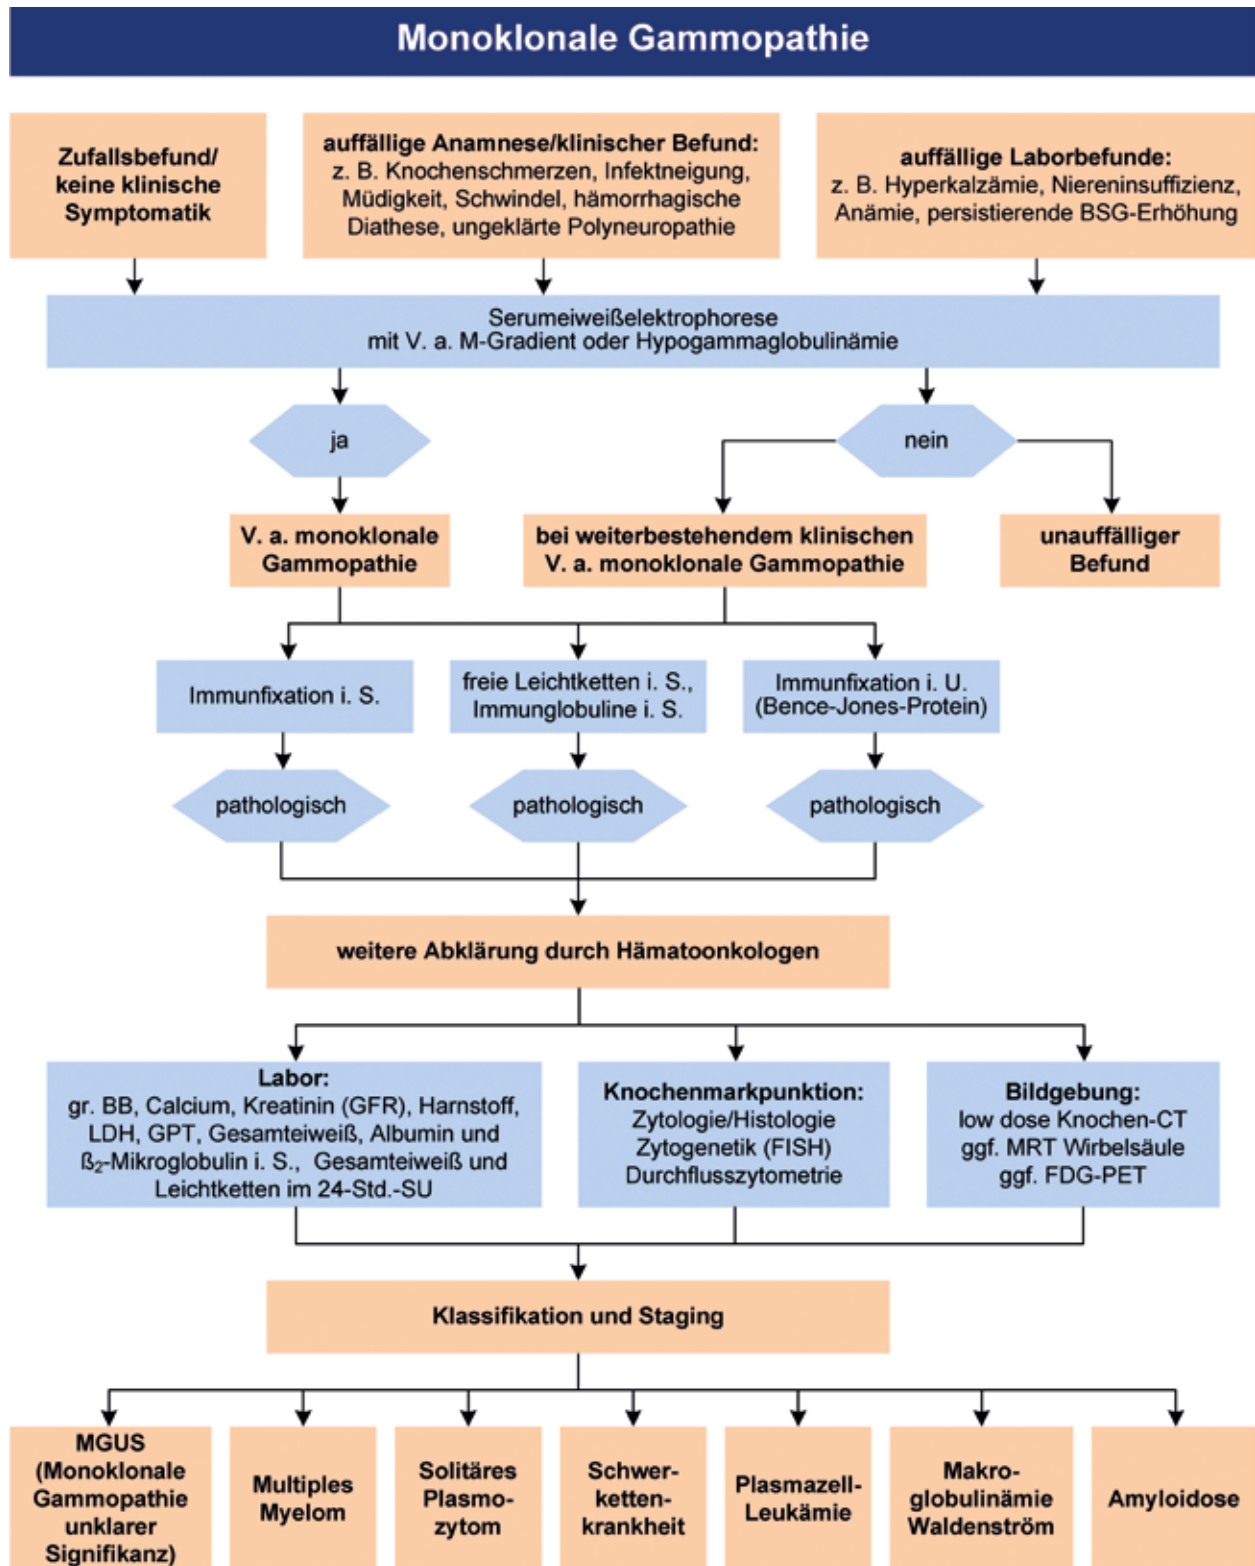 Monoklonale Gammopathie
Zufallsbefund/
keine klinische
Symptomatik
auffällige Anamnese/klinischer Befund:
z. B. Knochenschmerzen, Infektneigung,
Müdigkeit, Schwindel, hämorrhagische
Diathese, ungeklärte Polyneuropathie
auffällige Laborbefunde:
z. B. Hyperkalzämie, Niereninsuffizienz,
Anämie, persistierende BSG-Erhöhung
Serumeiweißelektrophorese
mit V. a. M-Gradient oder Hypogammaglobulinämie
ja
nein
V. a. monoklonale
Gammopathie
bei weiterbestehendem klinischen
V. a. monoklonale Gammopathie
unauffälliger
Befund
Immunfixation i. S.
freie Leichtketten i. S.,
Immunglobuline i. S.
Immunfixation i. U.
(Bence-Jones-Protein)
pathologisch
pathologisch
pathologisch
weitere Abklärung durch Hämatoonkologen
Labor:
gr. BB, Calcium, Kreatinin (GFR), Harnstoff,
LDH, GPT, Gesamteiweiß, Albumin und
ß₂-Mikroglobulin i. S., Gesamteiweiß und
Leichtketten im 24-Std.-SU
Knochenmarkpunktion:
Zytologie/Histologie
Zytogenetik (FISH)
Durchflusszytometrie
Bildgebung:
low dose Knochen-CT
ggf. MRT Wirbelsäule
ggf. FDG-PET
Klassifikation und Staging
MGUS
(Monoklonale
Gammopathie
unklarer
Signifikanz)
Multiples
Myelom
Solitäres
Plasmo-
zytom
Schwer-
ketten-
krankheit
Plasmazell-
Leukämie
Makro-
globulinämie
Waldenström
Amyloidose